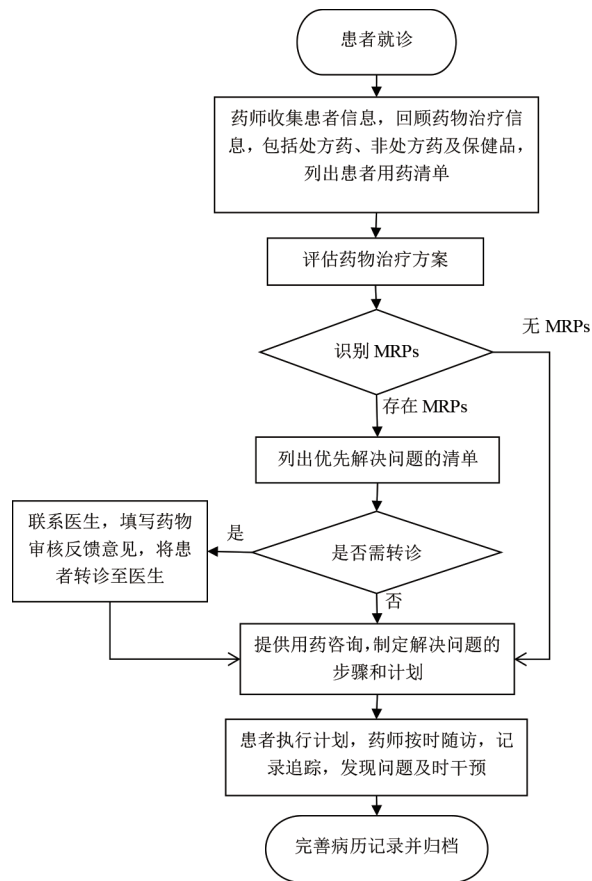 患者就诊
药师收集患者信息，回顾药物治疗信
息，包括处方药、非处方药及保健品，
列出患者用药清单
评估药物治疗方案
无 MRPs
识别 MRPs
存在 MRPs
列出优先解决问题的清单
联系医生，填写药物
审核反馈意见，将患
者转诊至医生
是
是否需转诊
否
提供用药咨询，制定解决问题的
步骤和计划
患者执行计划，药师按时随访，记
录追踪，发现问题及时干预
完善病历记录并归档